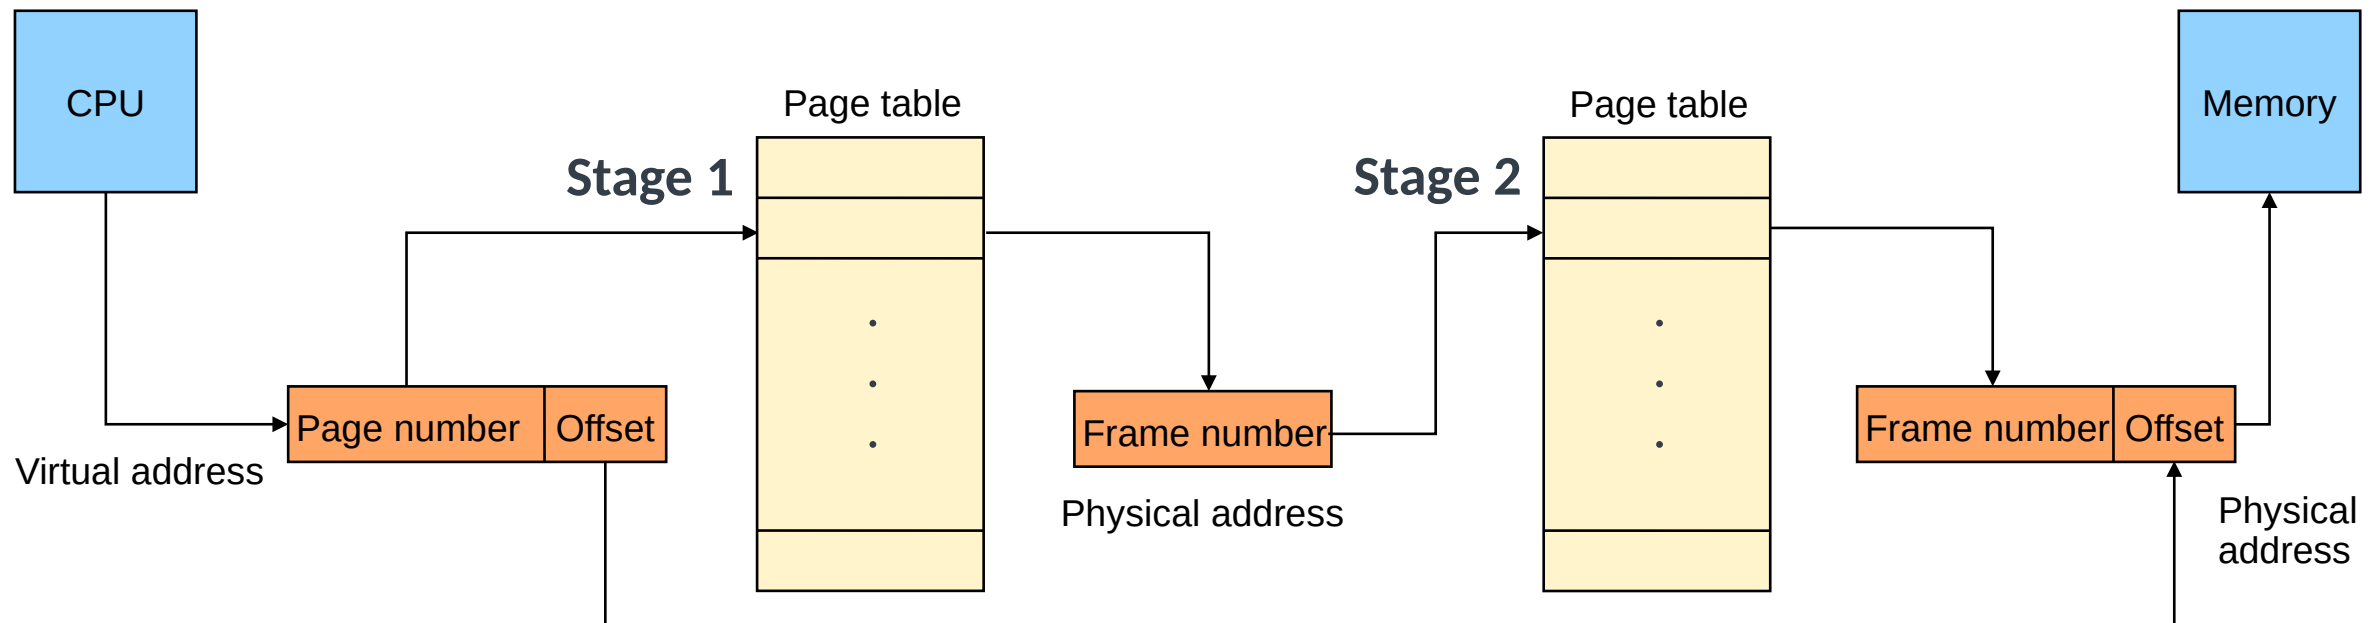 CPU
Virtual address
Page number
Offset
Stage 1
Page table
Frame number
Physical address
Stage 2
Page table
Frame number
Offset
Physical
address
Memory